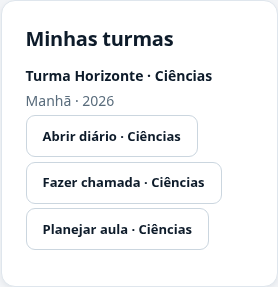 Minhas turmas
Turma Horizonte · Ciências
Manhã · 2026
Abrir diário · Ciências
Fazer chamada · Ciências
Planejar aula · Ciências